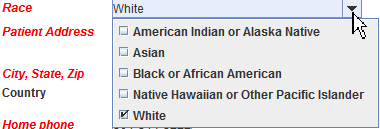 Race White
Patient Address
American Indian or Alaska Native
Asian
City, State, Zip
Black or African American
Country
Native Hawaiian or Other Pacific Islander
White
Home phone